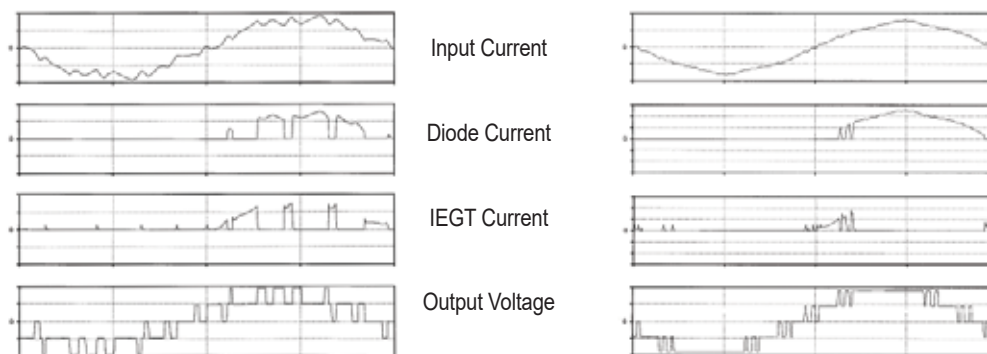 Input Current
Diode Current
IEGT Current
Output Voltage